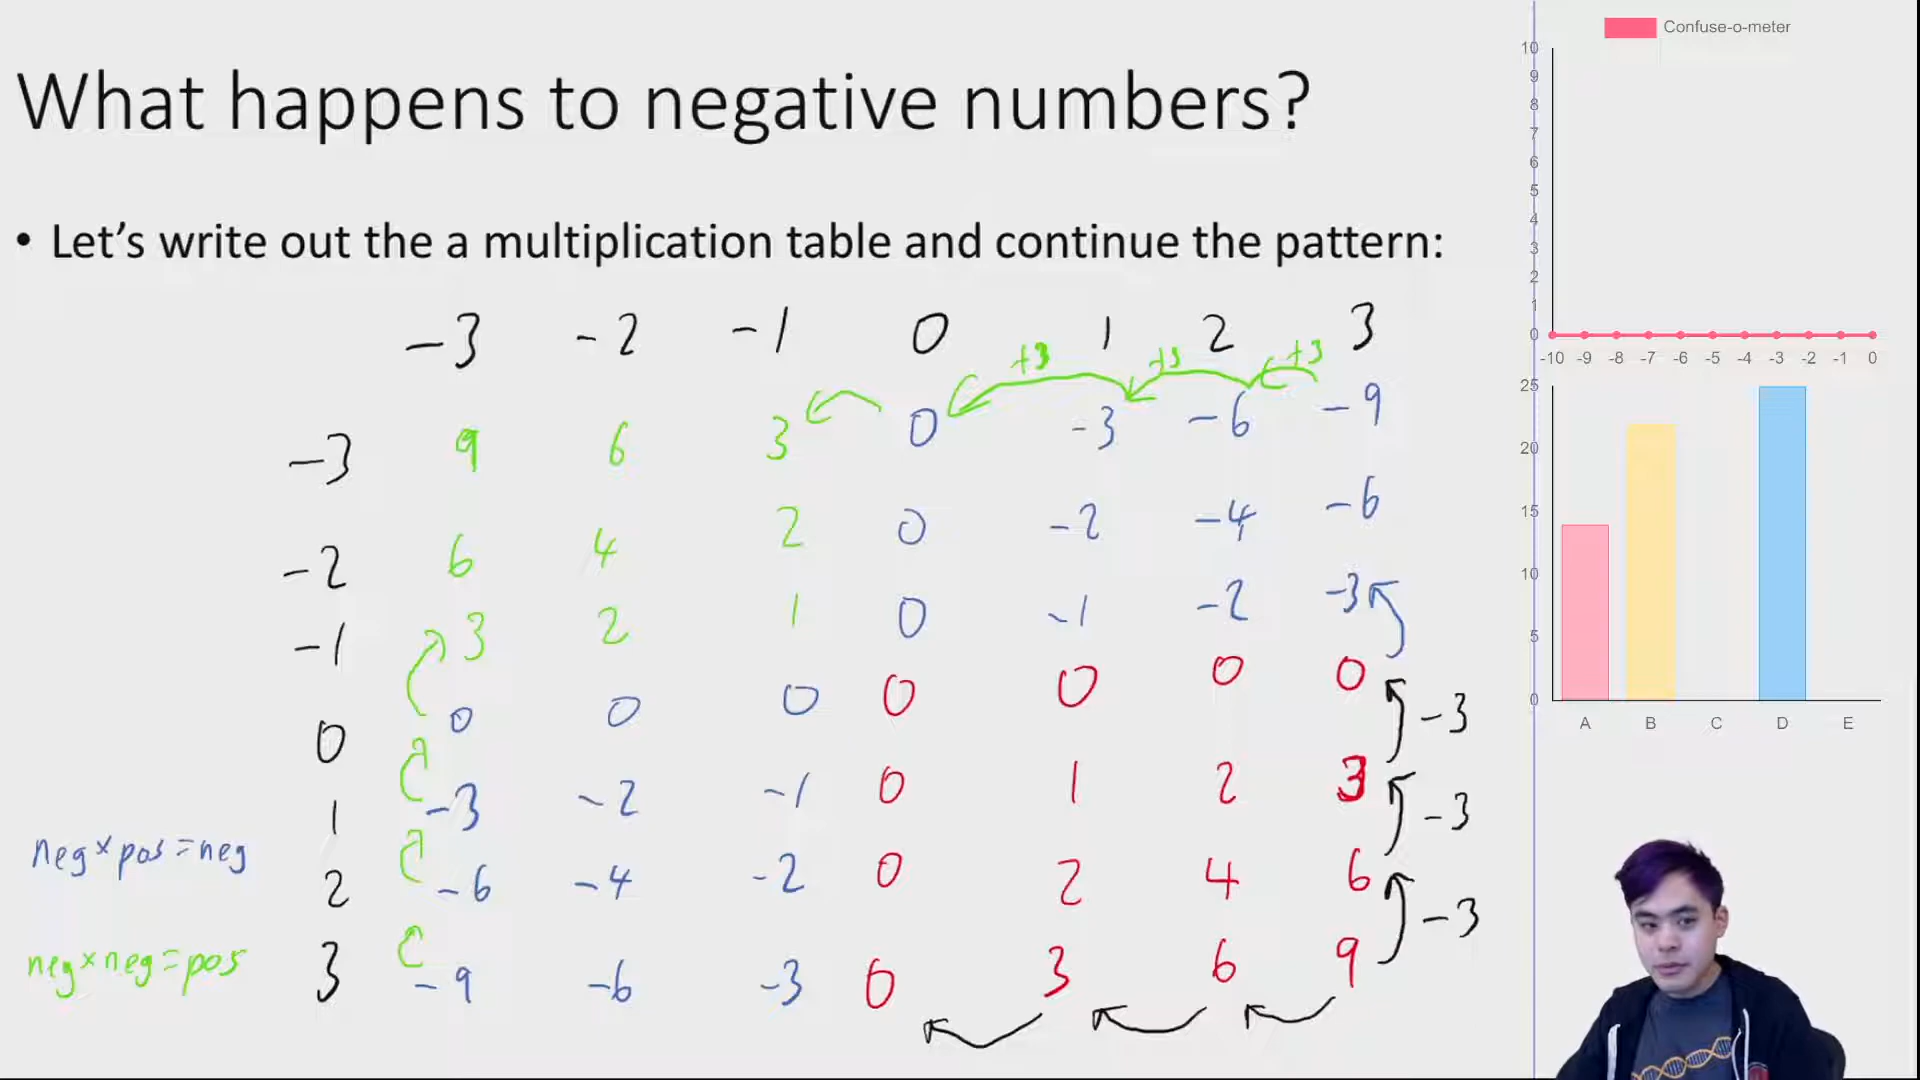 What happens to negative numbers?
• Let's write out the a multiplication table and continue the pattern:
-3 -2 -1 0 1 2 3
+3 +3 +3
-3 9 6 3 0 -3 -6 -9
-2 6 4 2 0 -2 -4 -6
-1 3 2 1 0 -1 -2 -3
0 0 0 0 0 0 0 0
-3
1 -3 -2 -1 0 1 2 3
-3
neg × pos = neg
2 -6 -4 -2 0 2 4 6
-3
neg × neg = pos
3 -9 -6 -3 0 3 6 9
Confuse-o-meter
10
9
8
7
6
5
4
3
2
1
0
-10 -9 -8 -7 -6 -5 -4 -3 -2 -1 0
25
20
15
10
5
0
A B C D E